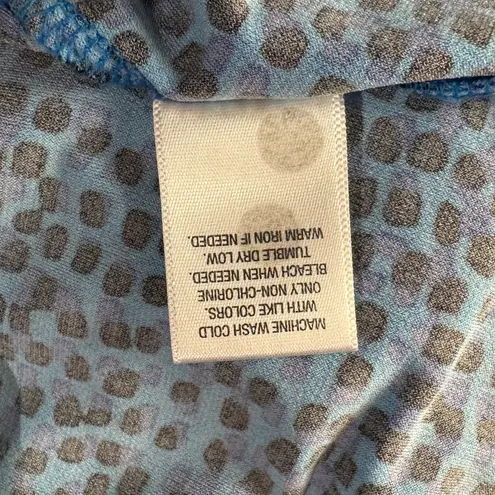 MACHINE WASH COLD
WITH LIKE COLORS.
ONLY NON-CHLORINE
BLEACH WHEN NEEDED.
TUMBLE DRY LOW.
WARM IRON IF NEEDED.